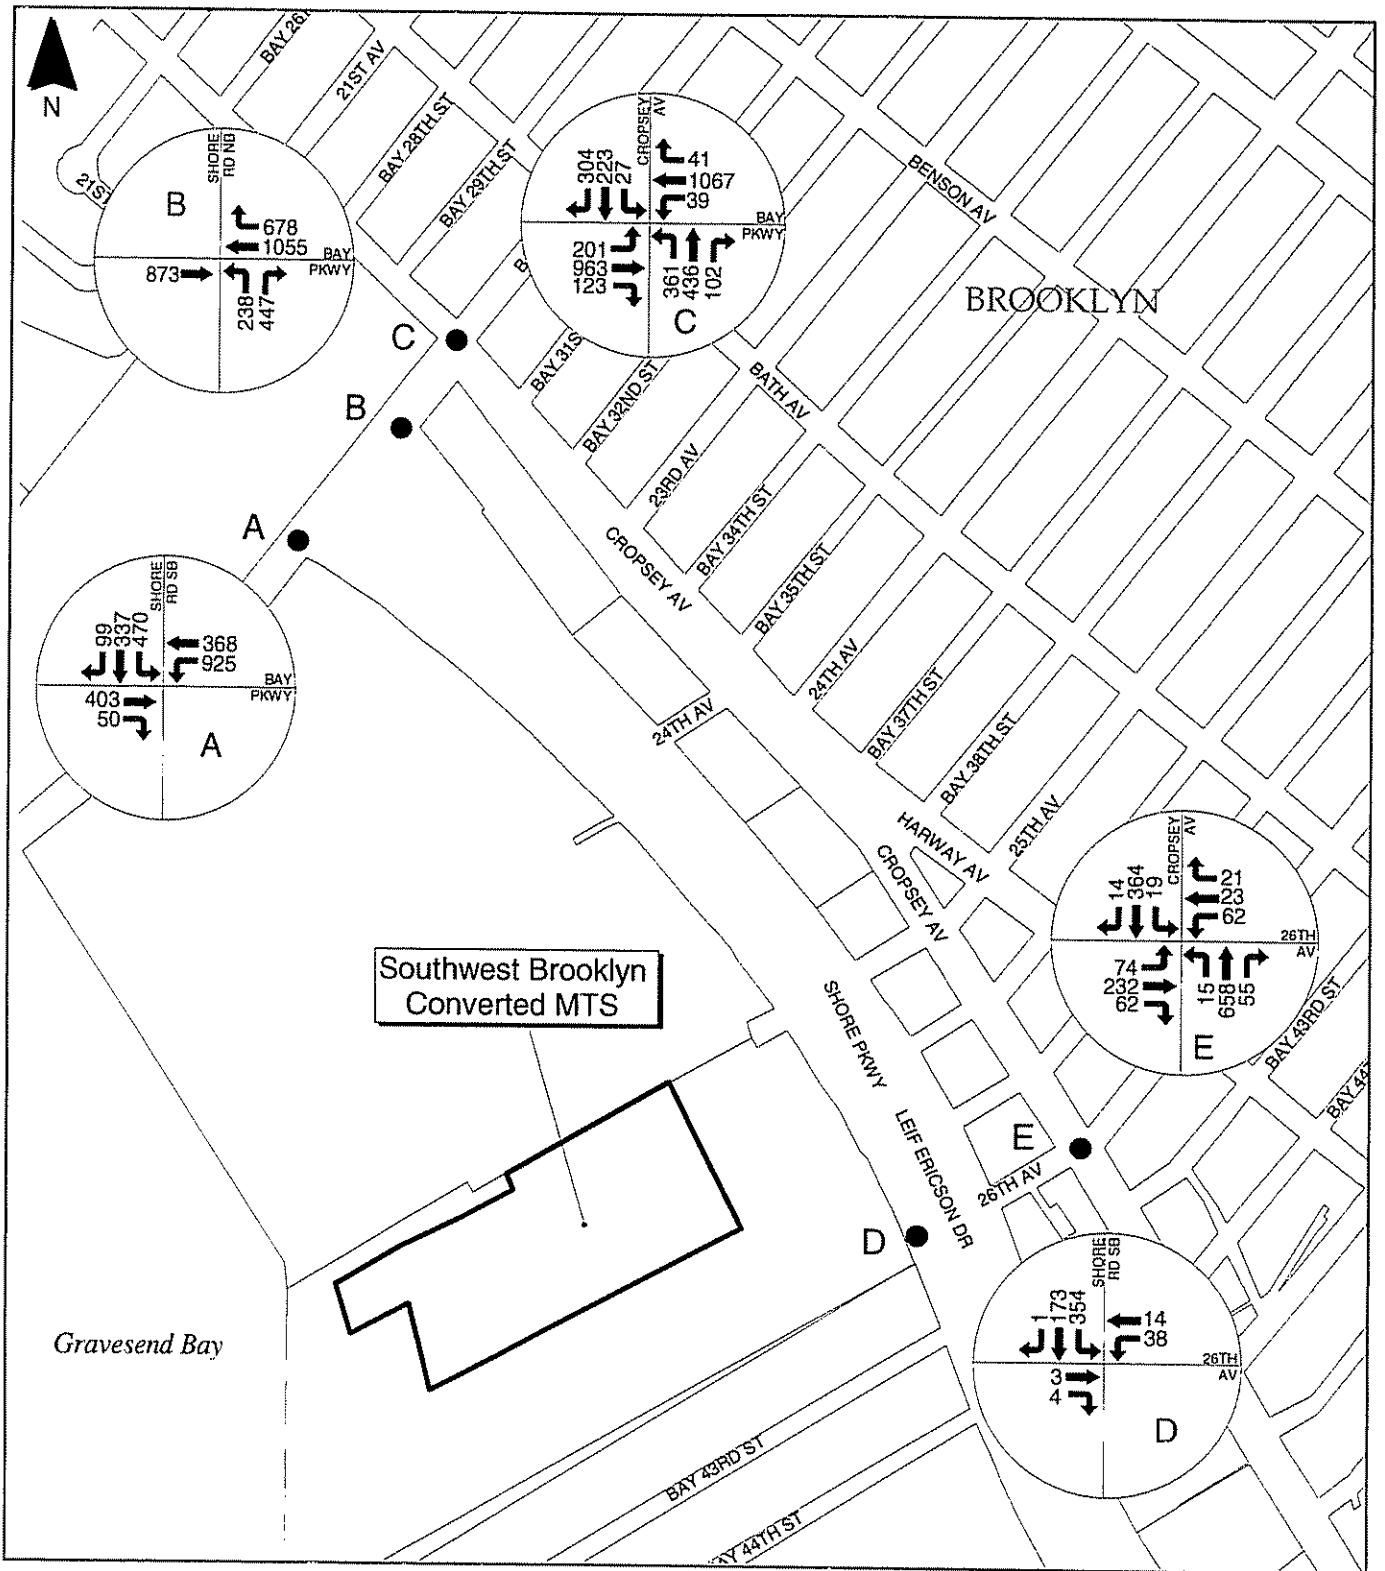 N
BAY 26
21ST AV
BAY 28TH ST
BAY 29TH ST
21ST
BENSON AV
BROOKLYN
SHORE
RD NB
B
678
1055
BAY
PKWY
873
238
447
CROPSEY
AV
304
223
27
41
1067
39
BAY
PKWY
201
963
123
361
436
102
C
C
B
A
BAY 31S
BAY 32ND ST
BATH AV
23RD AV
BAY 34TH ST
BAY 35TH ST
CROPSEY AV
24TH AV
BAY 37TH ST
BAY 38TH ST
24TH AV
HARWAY AV
25TH AV
CROPSEY AV
SHORE
RD SB
99
337
470
368
925
BAY
PKWY
403
50
A
CROPSEY
AV
14
364
19
21
23
62
26TH
AV
74
232
62
15
658
55
E
BAY 43RD ST
BAY 44
Southwest Brooklyn
Converted MTS
SHORE PKWY
LEIF ERICSON DR
E
26TH AV
D
SHORE
RD SB
1
173
354
14
38
26TH
AV
3
4
D
Gravesend Bay
BAY 43RD ST
AY 44TH ST